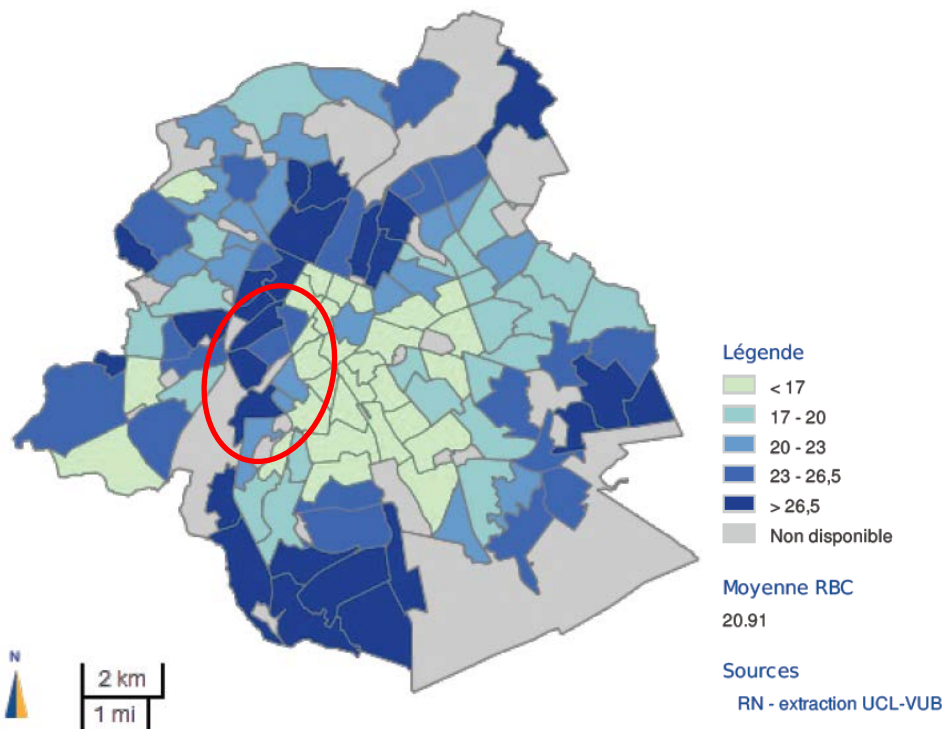 Légende
< 17
17 - 20
20 - 23
23 - 26,5
> 26,5
Non disponible
Moyenne RBC
20.91
Sources
RN - extraction UCL-VUB
N
2 km
1 mi